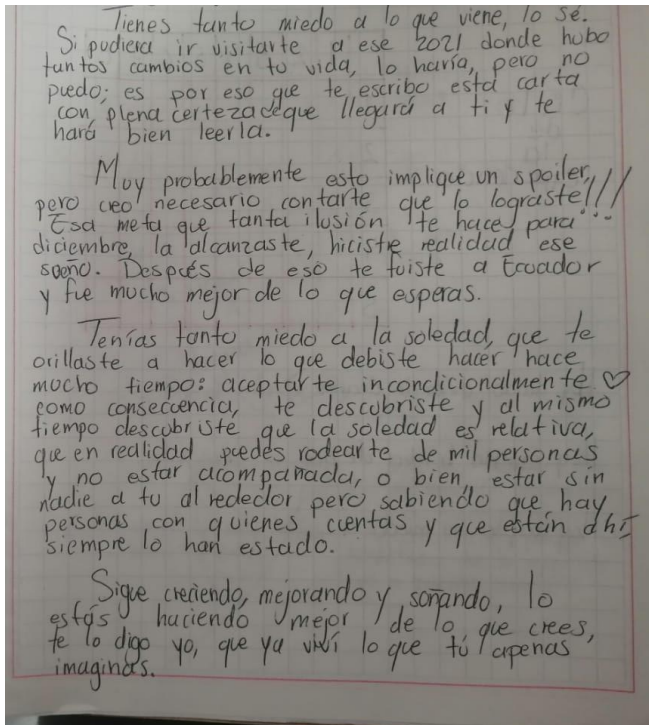 Tienes tanto miedo a lo que viene, lo sé.
Si pudiera ir visitarte a ese 2021 donde hubo
tantos cambios en tu vida, lo haría, pero no
puedo; es por eso que te escribo esta carta
con plena certeza de que llegará a ti y te
hará bien leerla.
Muy probablemente esto implique un spoiler,
pero creo necesario contarte que lo lograste!!!
Esa meta que tanta ilusión te hace para
diciembre, la alcanzaste, hiciste realidad ese
sueño. Después de eso te fuiste a Ecuador
y fue mucho mejor de lo que esperas.
Tenías tanto miedo a la soledad, que te
orillaste a hacer lo que debiste hacer hace
mucho tiempo: aceptarte incondicionalmente ♡
como consecuencia, te descubriste y al mismo
tiempo descubriste que la soledad es relativa,
que en realidad puedes rodearte de mil personas
y no estar acompañada, o bien, estar sin
nadie a tu al rededor pero sabiendo que hay
personas con quienes cuentas y que están ahí
siempre lo han estado.
Sigue creciendo, mejorando y soñando, lo
estás haciendo mejor de lo que crees,
te lo digo yo, que ya viví lo que tú apenas
imaginas.